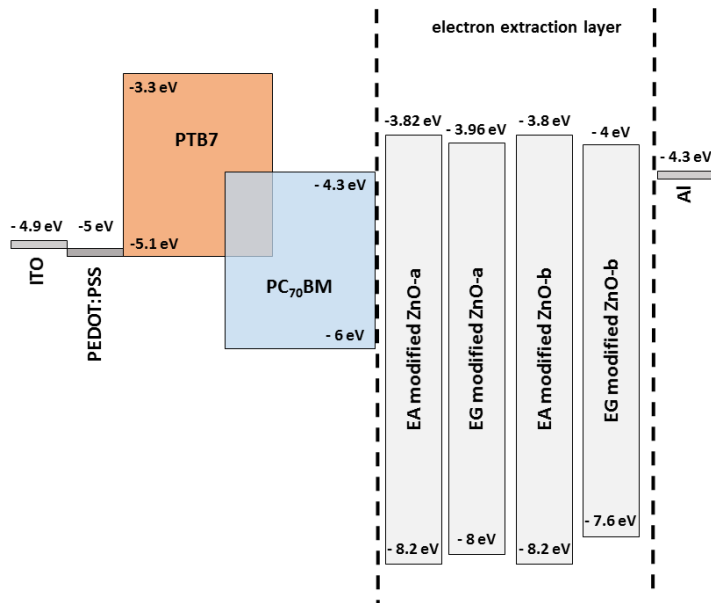 electron extraction layer
-3.3 eV
PTB7
-5.1 eV
- 4.9 eV
-5 eV
ITO
PEDOT:PSS
- 4.3 eV
PC₇₀BM
- 6 eV
-3.82 eV
EA modified ZnO-a
- 8.2 eV
- 3.96 eV
EG modified ZnO-a
- 8 eV
-3.8 eV
EA modified ZnO-b
- 8.2 eV
- 4 eV
EG modified ZnO-b
- 7.6 eV
- 4.3 eV
Al